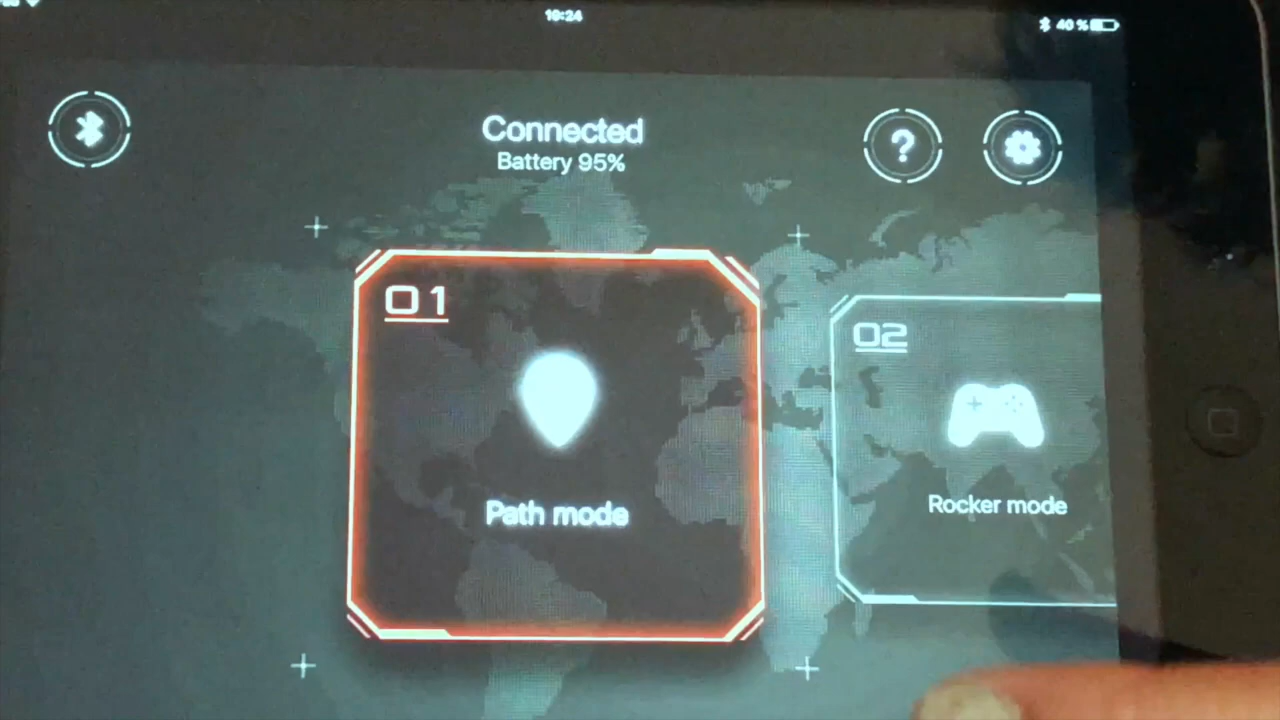 19:24
40 %
Connected
Battery 95%
?
01
02
Path mode
Rocker mode